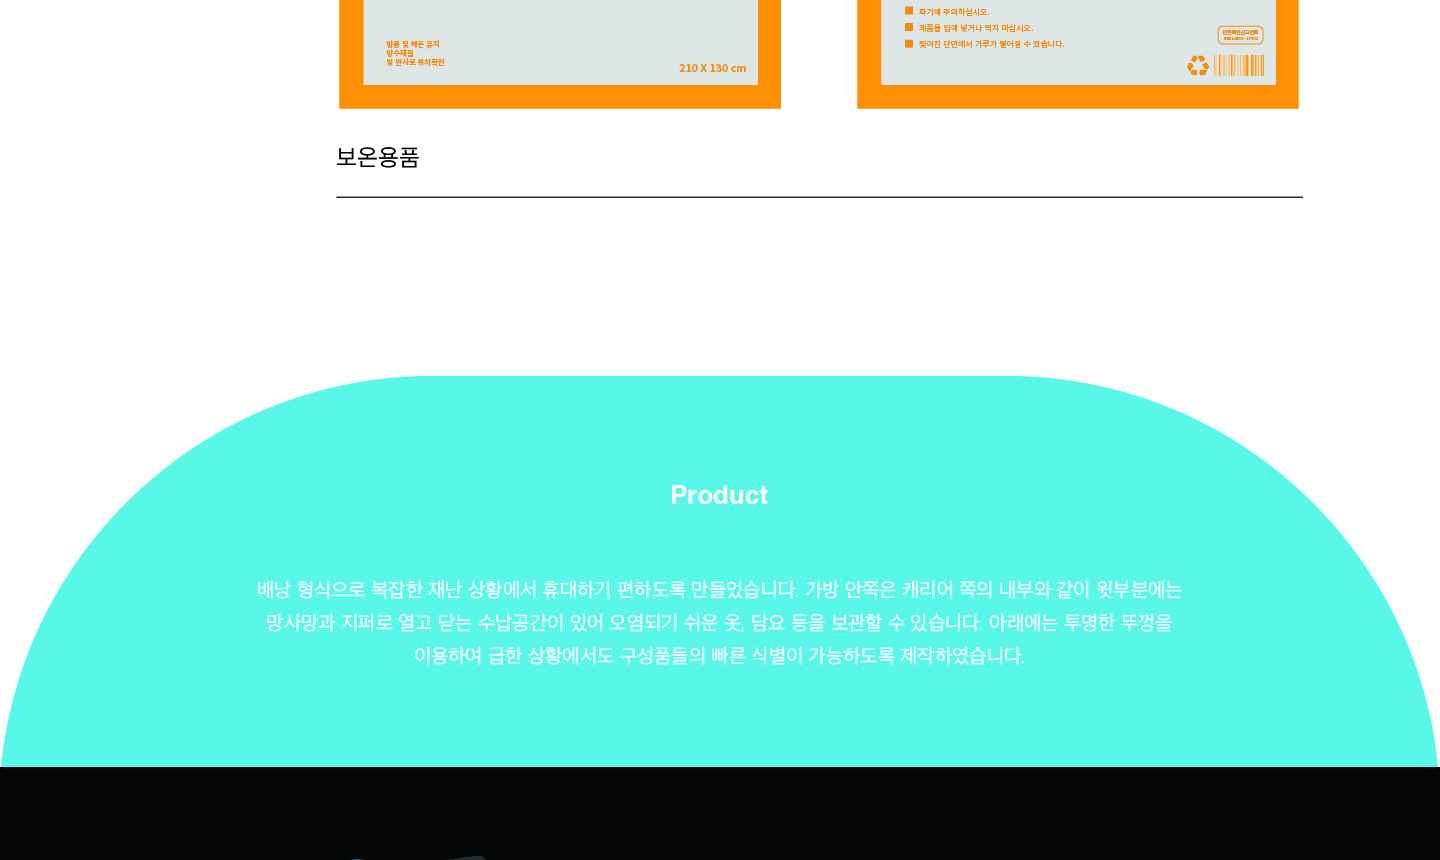 방풍 및 체온 유지
방수재질
빛 반사로 위치확인
210 X 130 cm
화기에 주의하십시오.
제품을 입에 넣거나 먹지 마십시오.
찢어진 단면에서 가루가 떨어질 수 있습니다.
보온용품
Product
배낭 형식으로 복잡한 재난 상황에서 휴대하기 편하도록 만들었습니다. 가방 안쪽은 캐리어 쪽의 내부와 같이 윗부분에는
망사망과 지퍼로 열고 닫는 수납공간이 있어 오염되기 쉬운 옷, 담요 등을 보관할 수 있습니다. 아래에는 투명한 뚜껑을
이용하여 급한 상황에서도 구성품들의 빠른 식별이 가능하도록 제작하였습니다.